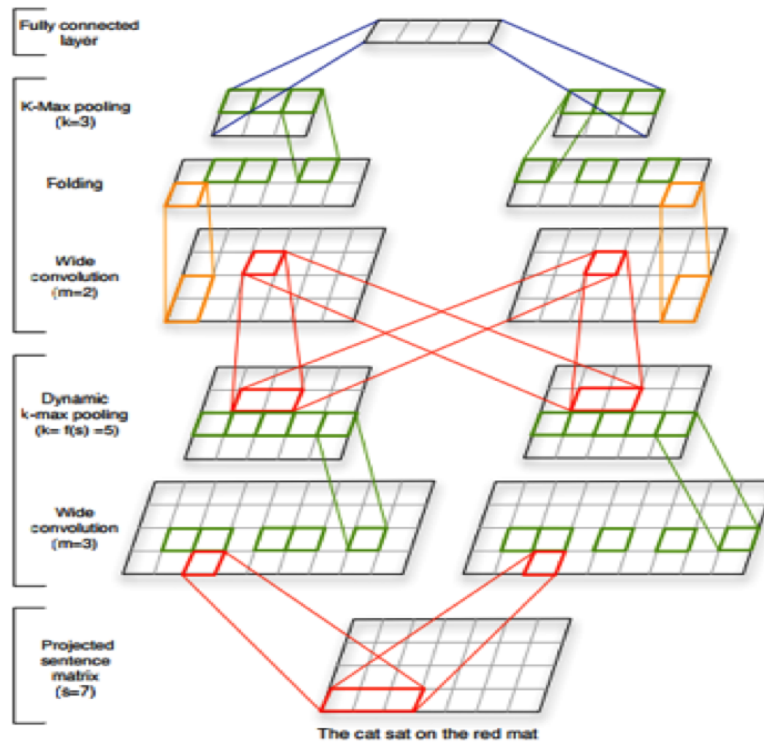 Fully connected
layer
K-Max pooling
(k=3)
Folding
Wide
convolution
(m=2)
Dynamic
k-max pooling
(k= f(s) =5)
Wide
convolution
(m=3)
Projected
sentence
matrix
(s=7)
The cat sat on the red mat